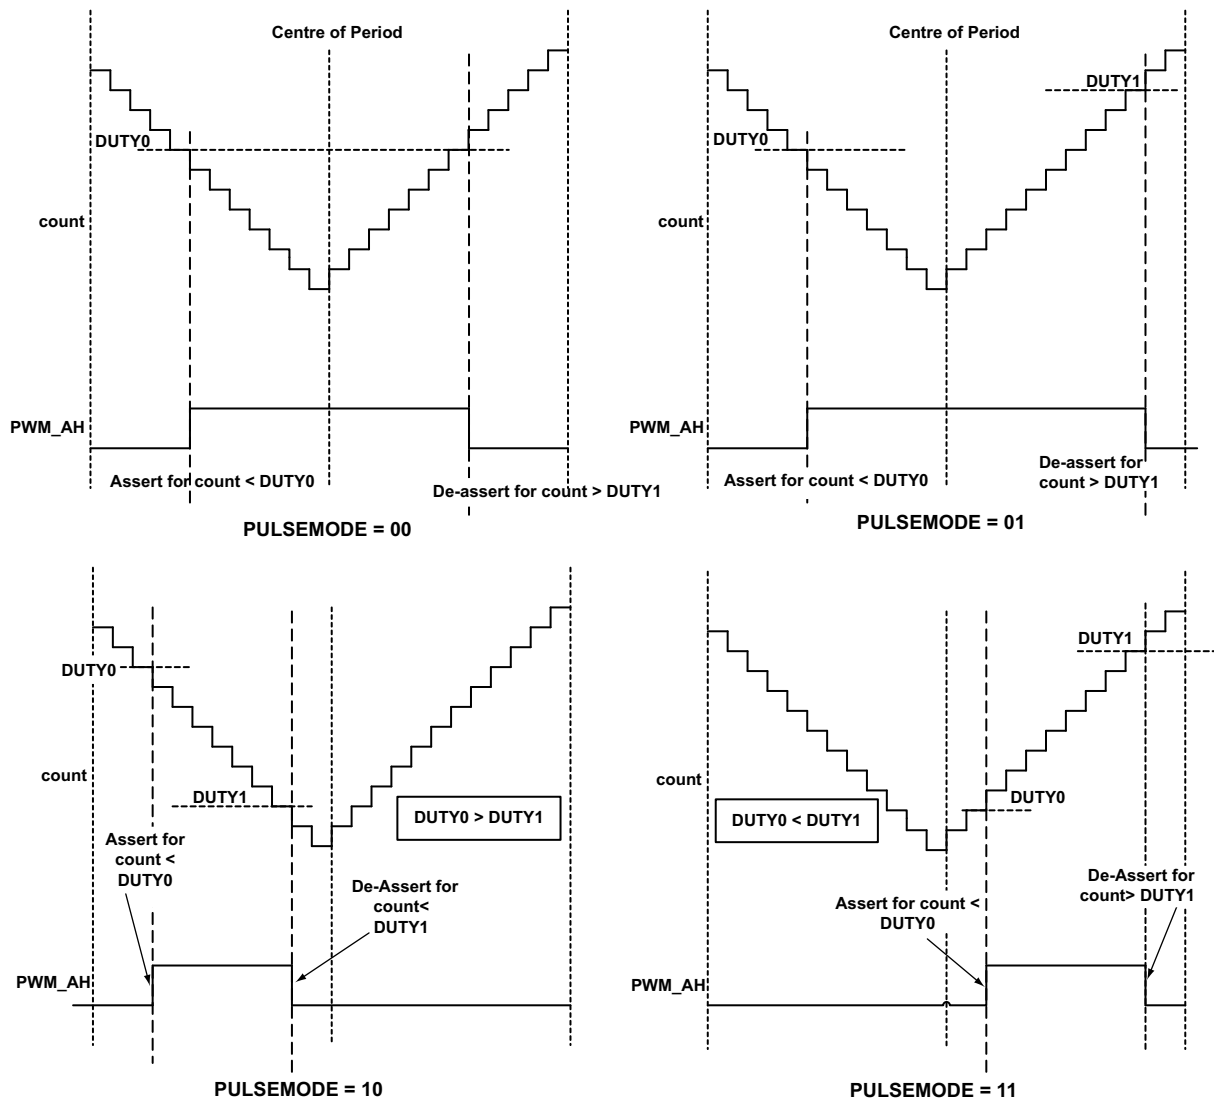 Centre of Period
DUTY0
count
PWM_AH
Assert for count < DUTY0
De-assert for count > DUTY1
PULSEMODE = 00
Centre of Period
DUTY1
DUTY0
count
PWM_AH
Assert for count < DUTY0
De-assert for
count > DUTY1
PULSEMODE = 01
DUTY0
count
DUTY1
DUTY0 > DUTY1
Assert for
count <
DUTY0
De-Assert for
count<
DUTY1
PWM_AH
PULSEMODE = 10
DUTY1
count
DUTY0
DUTY0 < DUTY1
De-Assert for
count> DUTY1
Assert for count <
DUTY0
PWM_AH
PULSEMODE = 11